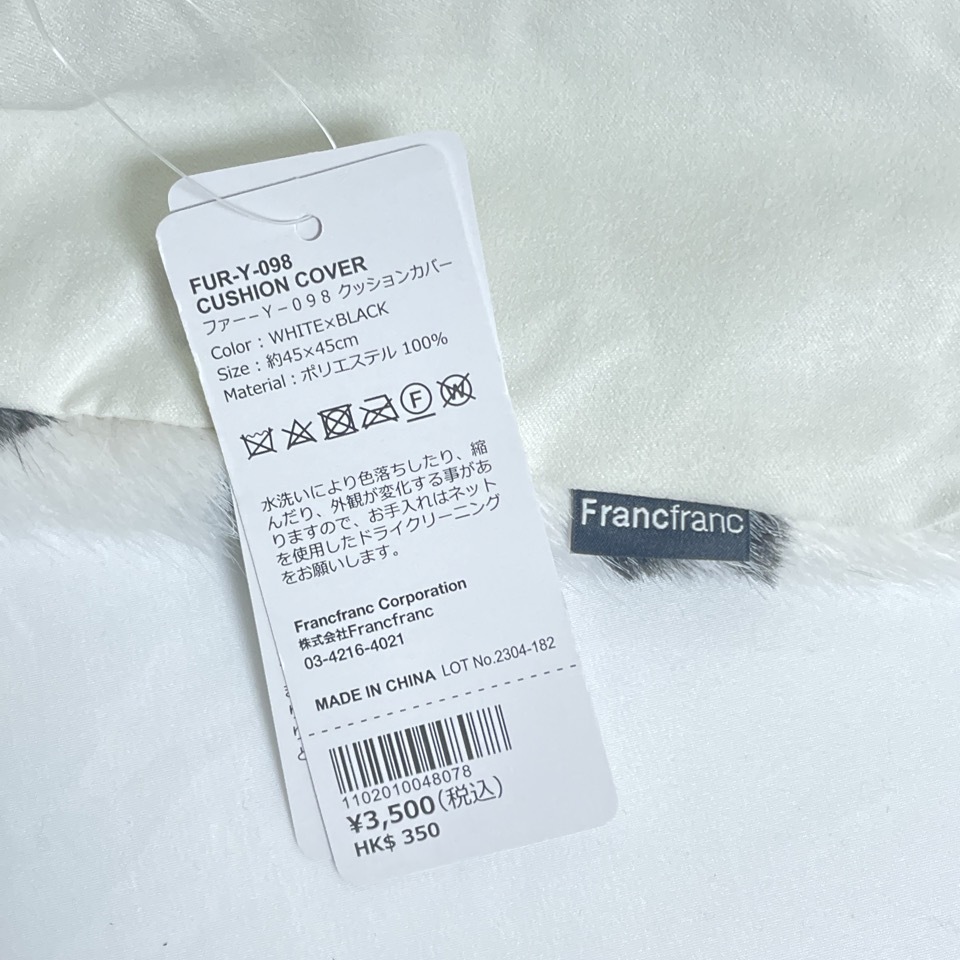 FUR-Y-098
CUSHION COVER
ファーーY－098 クッションカバー
Color : WHITE×BLACK
Size : 約45×45cm
Material : ポリエステル 100%
F W
水洗いにより色落ちしたり、縮
んだり、外観が変化する事があ
りますので、お手入れはネット
を使用したドライクリーニング
をお願いします。
Francfranc Corporation
株式会社Francfranc
03-4216-4021
MADE IN CHINA LOT No.2304-182
1102010048078
¥3,500(税込)
HK$ 350
Francfranc